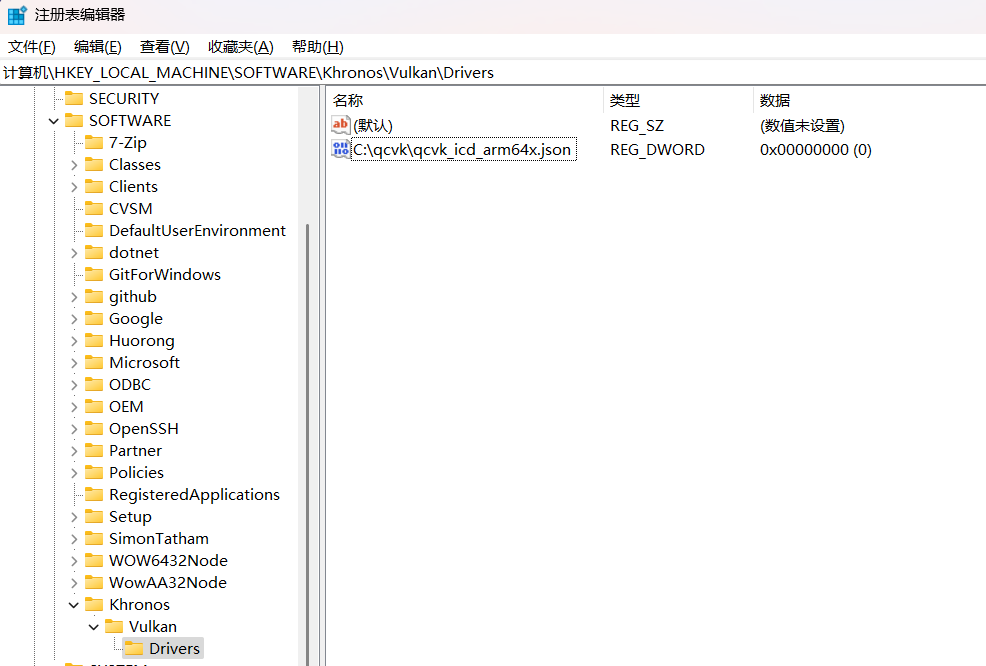 注册表编辑器
文件(F) 编辑(E) 查看(V) 收藏夹(A) 帮助(H)
计算机\HKEY_LOCAL_MACHINE\SOFTWARE\Khronos\Vulkan\Drivers
SECURITY
SOFTWARE
7-Zip
Classes
Clients
CVSM
DefaultUserEnvironment
dotnet
GitForWindows
github
Google
Huorong
Microsoft
ODBC
OEM
OpenSSH
Partner
Policies
RegisteredApplications
Setup
SimonTatham
WOW6432Node
WowAA32Node
Khronos
Vulkan
Drivers
名称 类型 数据
(默认) REG_SZ (数值未设置)
C:\qcvk\qcvk_icd_arm64x.json REG_DWORD 0x00000000 (0)